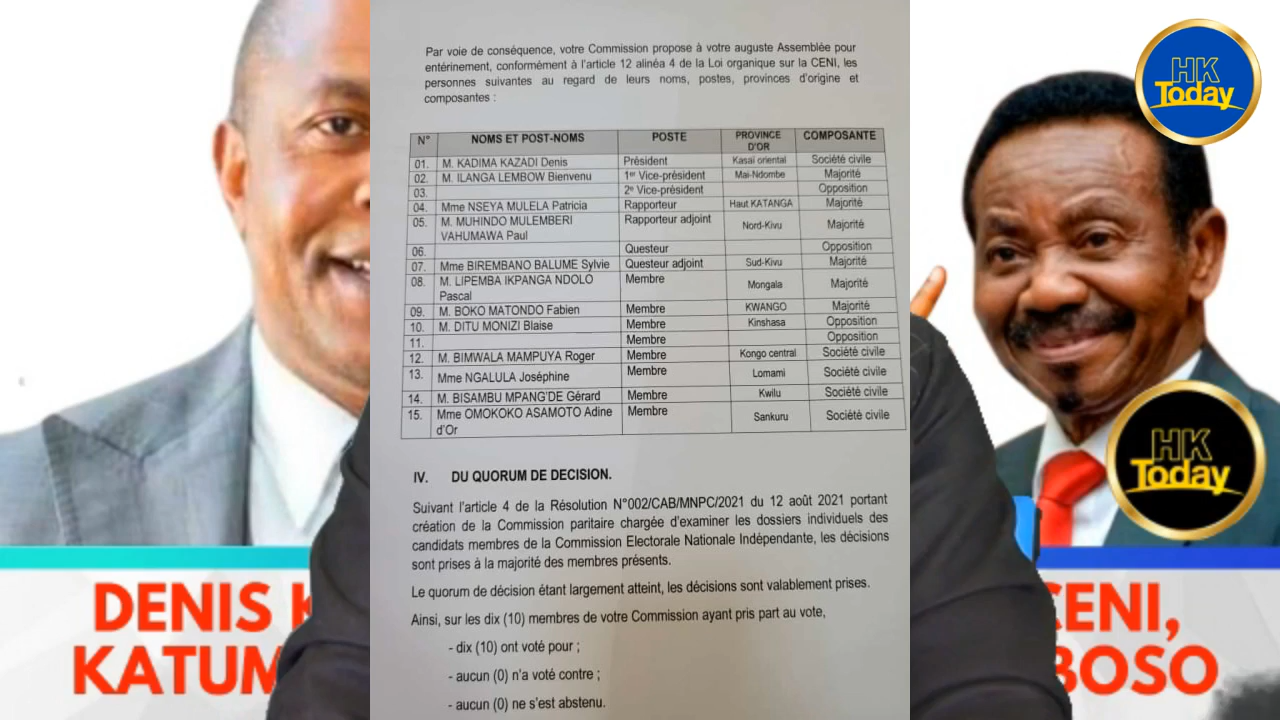 Par voie de conséquence, votre Commission propose à votre auguste Assemblée pour
entérinement, conformément à l'article 12 alinéa 4 de la Loi organique sur la CENI, les
personnes suivantes au regard de leurs noms, postes, provinces d'origine et
composantes :
N° NOMS ET POST-NOMS POSTE PROVINCE D'OR COMPOSANTE
01. M. KADIMA KAZADI Denis Président Kasaï oriental Société civile
02. M. ILANGA LEMBOW Bienvenu 1er Vice-président Mai-Ndombe Majorité
03. 2e Vice-président Opposition
04. Mme NSEYA MULELA Patricia Rapporteur Haut KATANGA Majorité
05. M. MUHINDO MULEMBERI
VAHUMAWA Paul Rapporteur adjoint Nord-Kivu Majorité
06. Questeur Opposition
07. Mme BIREMBANO BALUME Sylvie Questeur adjoint Sud-Kivu Majorité
08. M. LIPEMBA IKPANGA NDOLO
Pascal Membre Mongala Majorité
09. M. BOKO MATONDO Fabien Membre KWANGO Majorité
10. M. DITU MONIZI Blaise Membre Kinshasa Opposition
11. Membre Opposition
12. M. BIMWALA MAMPUYA Roger Membre Kongo central Société civile
13. Mme NGALULA Joséphine Membre Lomami Société civile
14. M. BISAMBU MPANG'DE Gérard Membre Kwilu Société civile
15. Mme OMOKOKO ASAMOTO Adine
d'Or Membre Sankuru Société civile
IV. DU QUORUM DE DECISION.
Suivant l'article 4 de la Résolution N°002/CAB/MNPC/2021 du 12 août 2021 portant
création de la Commission paritaire chargée d'examiner les dossiers individuels des
candidats membres de la Commission Electorale Nationale Indépendante, les décisions
sont prises à la majorité des membres présents.
Le quorum de décision étant largement atteint, les décisions sont valablement prises.
Ainsi, sur les dix (10) membres de votre Commission ayant pris part au vote,
- dix (10) ont voté pour ;
- aucun (0) n'a voté contre ;
- aucun (0) ne s'est abstenu.
HK
Today
HK
Today
DENIS K
KATUM
CENI,
BOSO